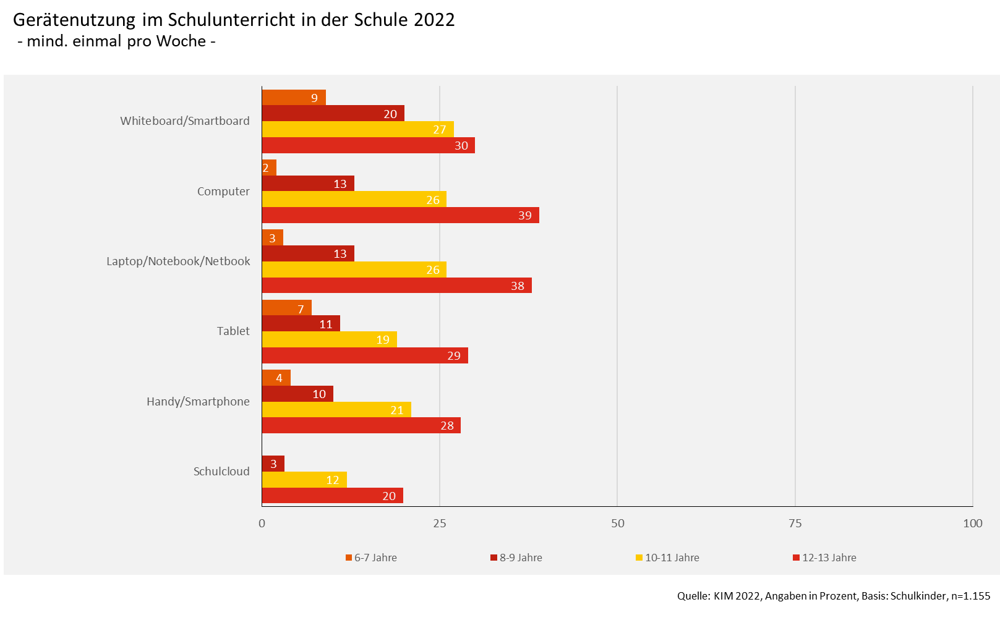 Gerätenutzung im Schulunterricht in der Schule 2022
- mind. einmal pro Woche -
Whiteboard/Smartboard
9
20
27
30
Computer
2
13
26
39
Laptop/Notebook/Netbook
3
13
26
38
Tablet
7
11
19
29
Handy/Smartphone
4
10
21
28
Schulcloud
3
12
20
0 25 50 75 100
6-7 Jahre 8-9 Jahre 10-11 Jahre 12-13 Jahre
Quelle: KIM 2022, Angaben in Prozent, Basis: Schulkinder, n=1.155